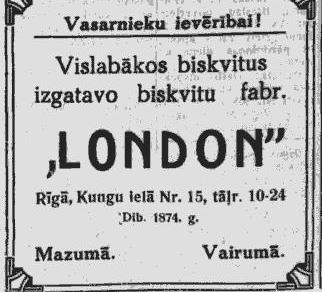 Vasarnieku ievērībai!
Vislabākos biskvitus
izgatavo biskvitu fabr.
„LONDON”
Rīgā, Kungu ielā Nr. 15, tāļr. 10-24
Dib. 1874. g.
Mazumā. Vairumā.